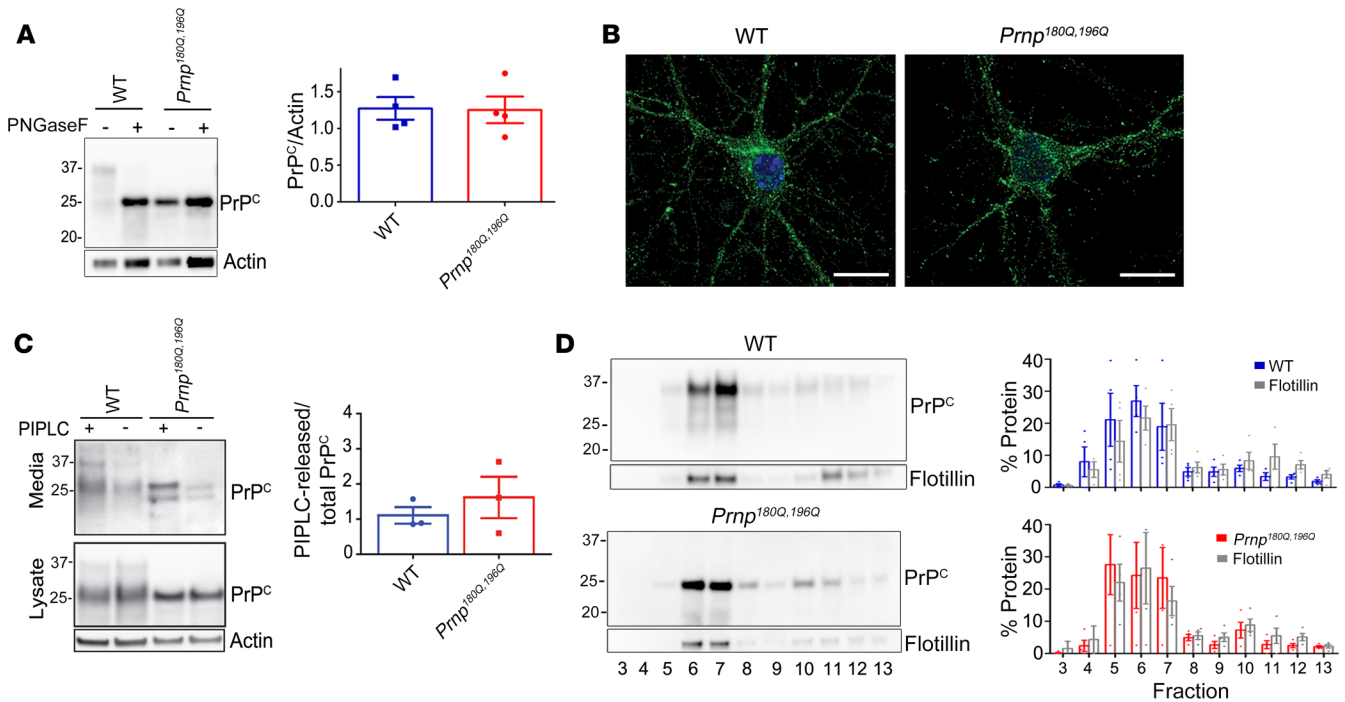 A
WT
Prnp180Q,196Q
PNGaseF - + - +
37-
25-
20-
PrPC
Actin
PrPC/Actin
1.5
1.0
0.5
0.0
WT
Prnp180Q,196Q
B
WT
Prnp180Q,196Q
C
WT
Prnp180Q,196Q
PIPLC + - + -
Media
37-
25-
PrPC
Lysate
37-
25-
PrPC
Actin
PIPLC-released/
total PrPC
4
3
2
1
0
WT
Prnp180Q,196Q
D
WT
37-
25-
20-
PrPC
Flotillin
Prnp180Q,196Q
37-
25-
20-
PrPC
Flotillin
3 4 5 6 7 8 9 10 11 12 13
% Protein
40
30
20
10
0
WT
Flotillin
% Protein
40
30
20
10
0
Prnp180Q,196Q
Flotillin
3 4 5 6 7 8 9 10 11 12 13
Fraction